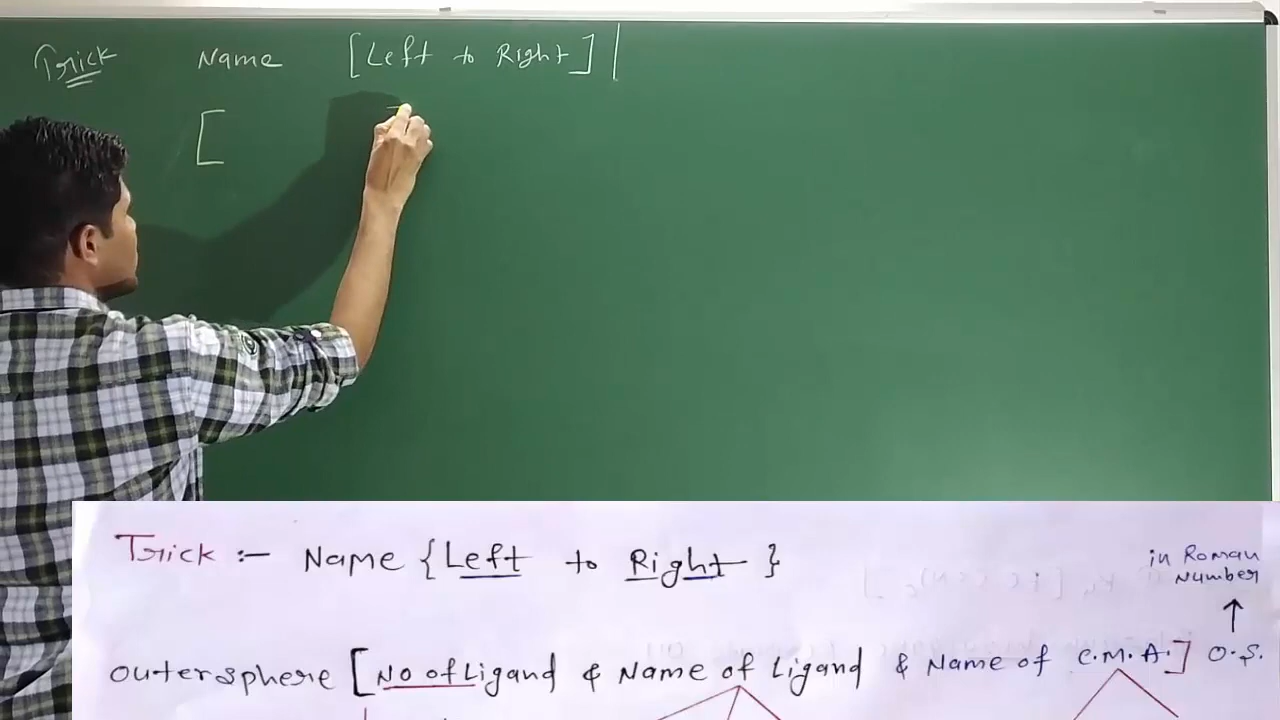 Trick Name [Left to Right] |
[
Trick :- Name {Left to Right}
in Roman
Number
↑
outersphere [No of Ligand & Name of Ligand & Name of C.M.A.] O.S.